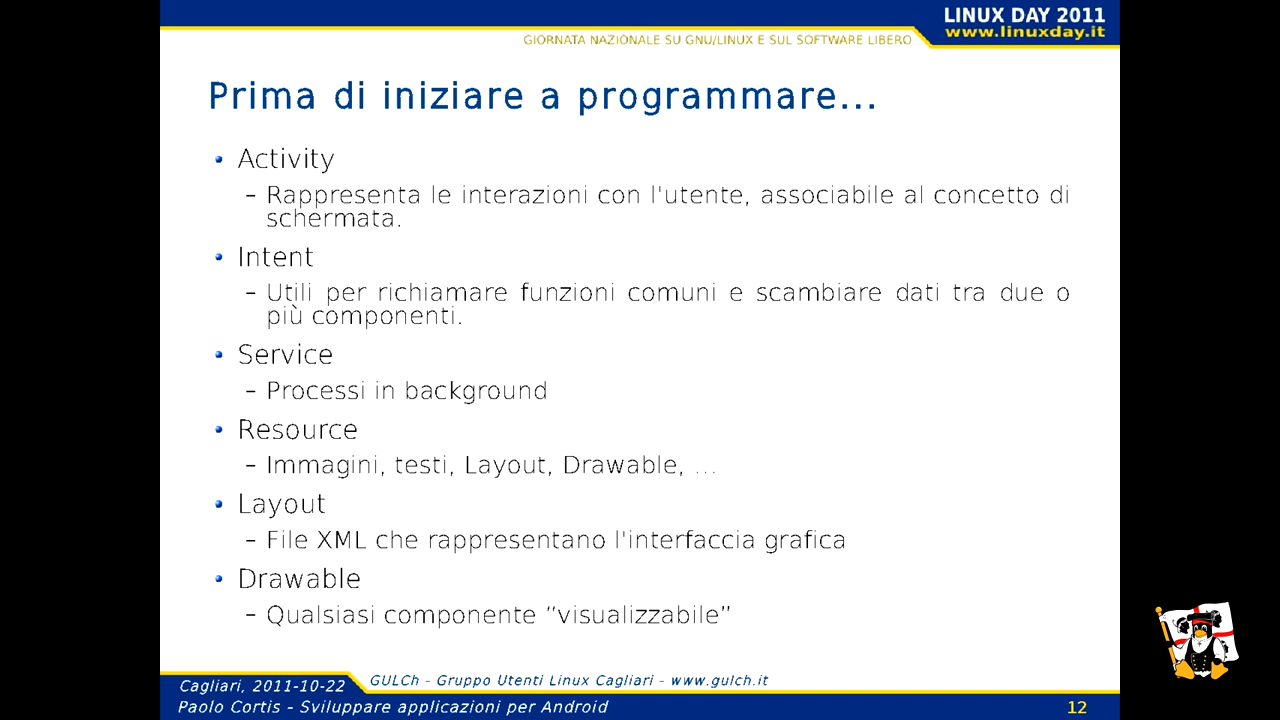 LINUX DAY 2011
www.linuxday.it
GIORNATA NAZIONALE SU GNU/LINUX E SUL SOFTWARE LIBERO
Prima di iniziare a programmare...
• Activity
– Rappresenta le interazioni con l'utente, associabile al concetto di
schermata.
• Intent
– Utili per richiamare funzioni comuni e scambiare dati tra due o
più componenti.
• Service
– Processi in background
• Resource
– Immagini, testi, Layout, Drawable, ...
• Layout
– File XML che rappresentano l'interfaccia grafica
• Drawable
– Qualsiasi componente “visualizzabile”
Cagliari, 2011-10-22
GULCh - Gruppo Utenti Linux Cagliari - www.gulch.it
Paolo Cortis - Sviluppare applicazioni per Android
12